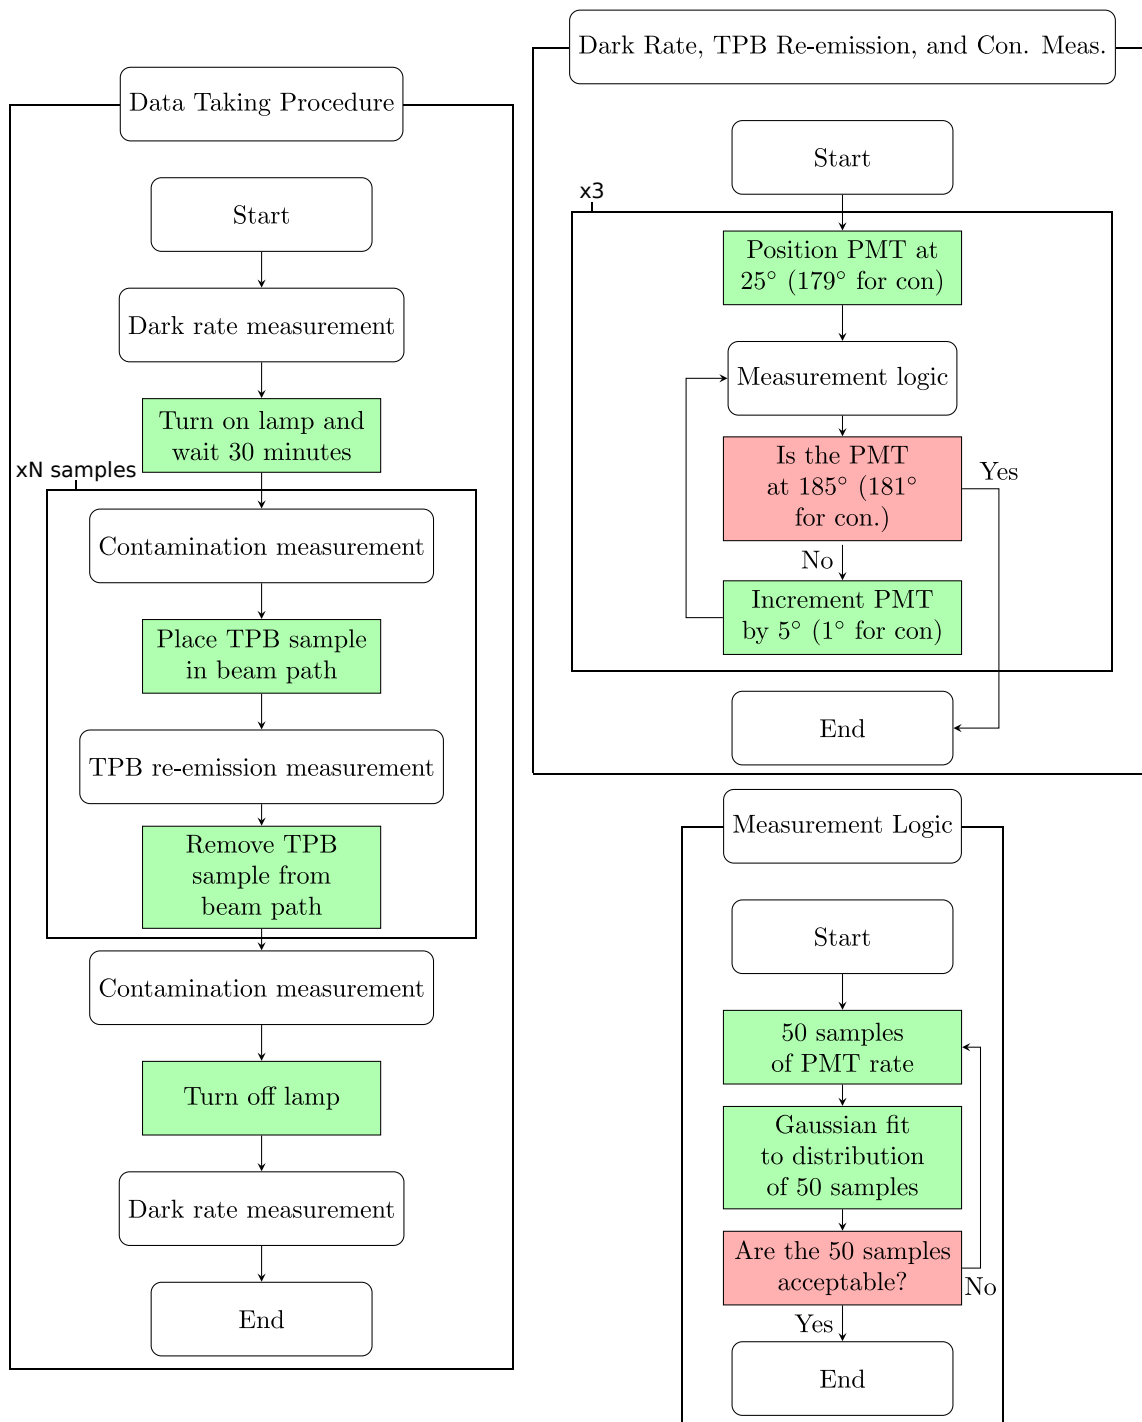 Data Taking Procedure
Start
Dark rate measurement
Turn on lamp and
wait 30 minutes
xN samples
Contamination measurement
Place TPB sample
in beam path
TPB re-emission measurement
Remove TPB
sample from
beam path
Contamination measurement
Turn off lamp
Dark rate measurement
End
Dark Rate, TPB Re-emission, and Con. Meas.
Start
x3
Position PMT at
25° (179° for con)
Measurement logic
Is the PMT
at 185° (181°
for con.)
Yes
No
Increment PMT
by 5° (1° for con)
End
Measurement Logic
Start
50 samples
of PMT rate
Gaussian fit
to distribution
of 50 samples
Are the 50 samples
acceptable?
No
Yes
End